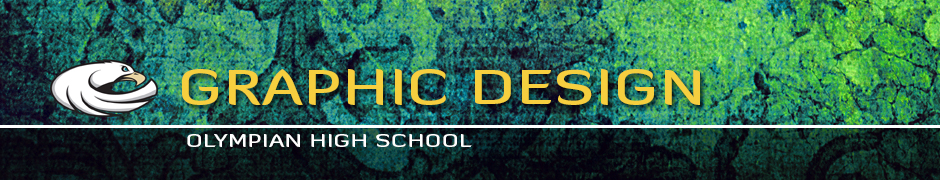 GRAPHIC DESIGN
OLYMPIAN HIGH SCHOOL